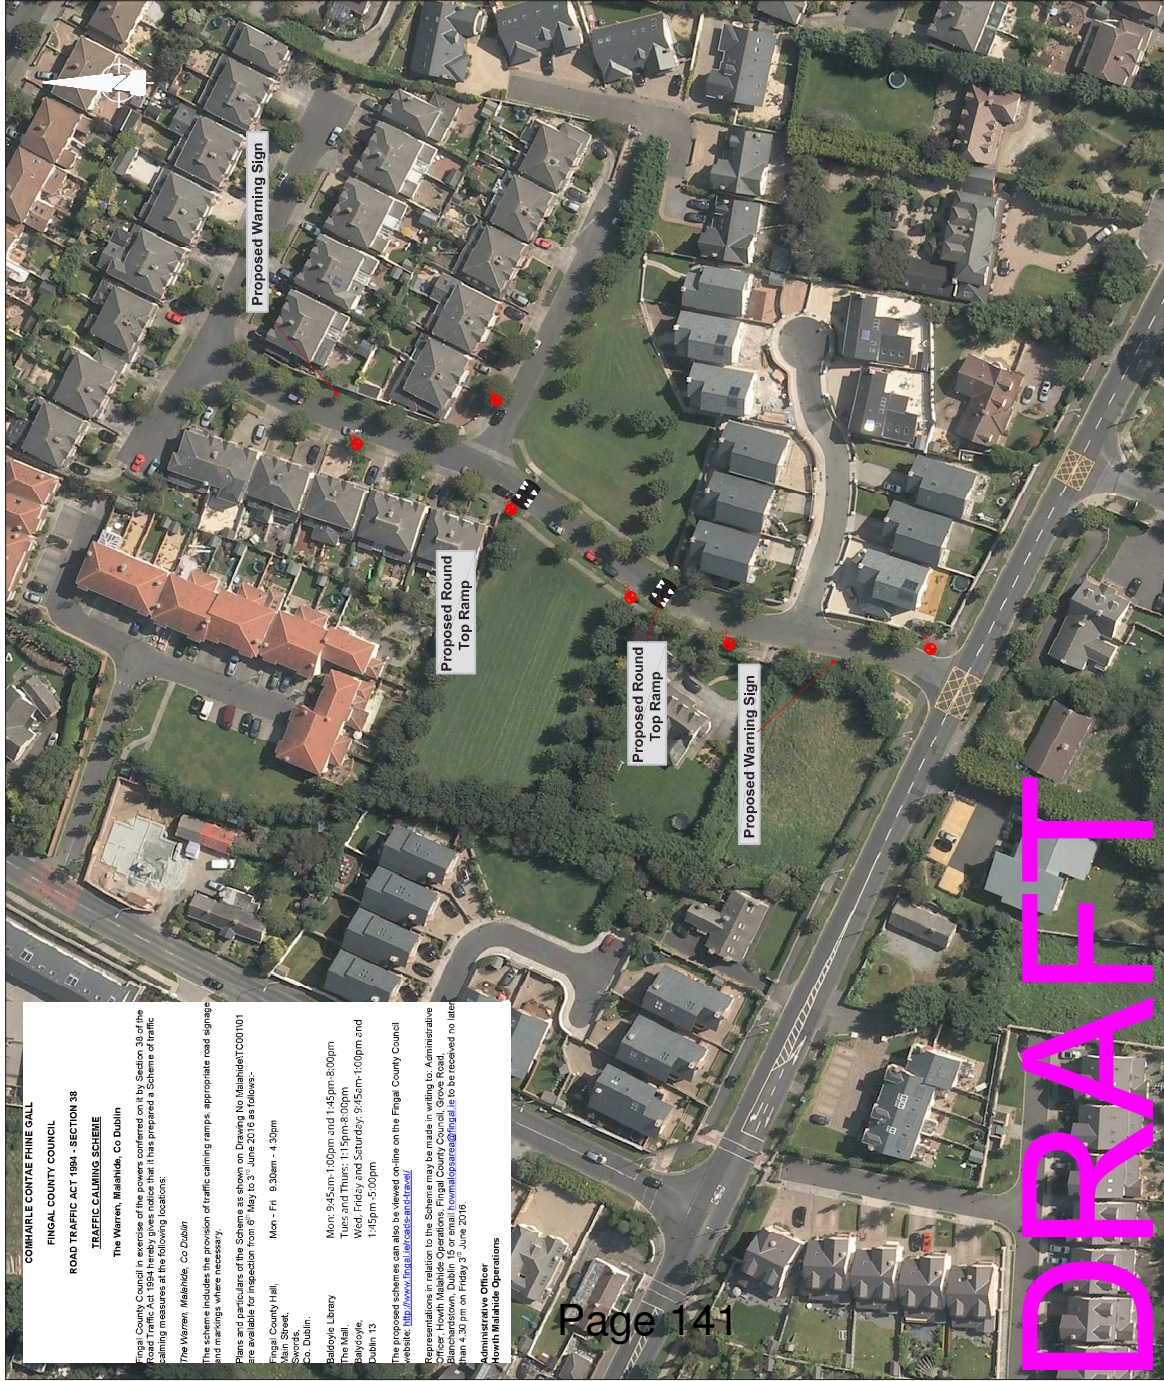 COMHAIRLE CONTAE FHINE GALL
FINGAL COUNTY COUNCIL
ROAD TRAFFIC ACT 1994 - SECTION 38
TRAFFIC CALMING SCHEME
The Warren, Malahide, Co Dublin
Fingal County Council in exercise of the powers conferred on it by Section 38 of the
Road Traffic Act 1994 hereby gives notice that it has prepared a Scheme of traffic
calming measures at the following locations:
The Warren, Malahide, Co Dublin
The scheme includes the provision of traffic calming ramps, appropriate road signage
and markings where necessary.
Plans and particulars of the Scheme as shown on Drawing No Malahide\TC001\01
are available for inspection from 6th May to 3rd June 2016 as follows:-
Fingal County Hall, Mon - Fri 9.30am - 4.30pm
Main Street,
Swords,
Co. Dublin.
Baldoyle Library Mon: 9:45am-1:00pm and 1:45pm-8:00pm
The Mall, Tues and Thurs: 1:15pm-8:00pm
Balydoyle, Wed, Friday and Saturday: 9:45am-1:00pm and
Dublin 13 1:45pm -5:00pm
The proposed schemes can also be viewed on-line on the Fingal County Council
website: http://www.fingal.ie/roads-and-travel/
Representations in relation to the Scheme may be made in writing to: Administrative
Officer, Howth Malahide Operations, Fingal County Council, Grove Road,
Blanchardstown, Dublin 15 or email howmalopsarea@fingal.ie to be received no later
than 4.30 pm on Friday 3rd June 2016.
Administrative Officer
Howth Malahide Operations
Proposed Warning Sign
Proposed Round
Top Ramp
Proposed Round
Top Ramp
Proposed Warning Sign
N
DRAFT
Page 141